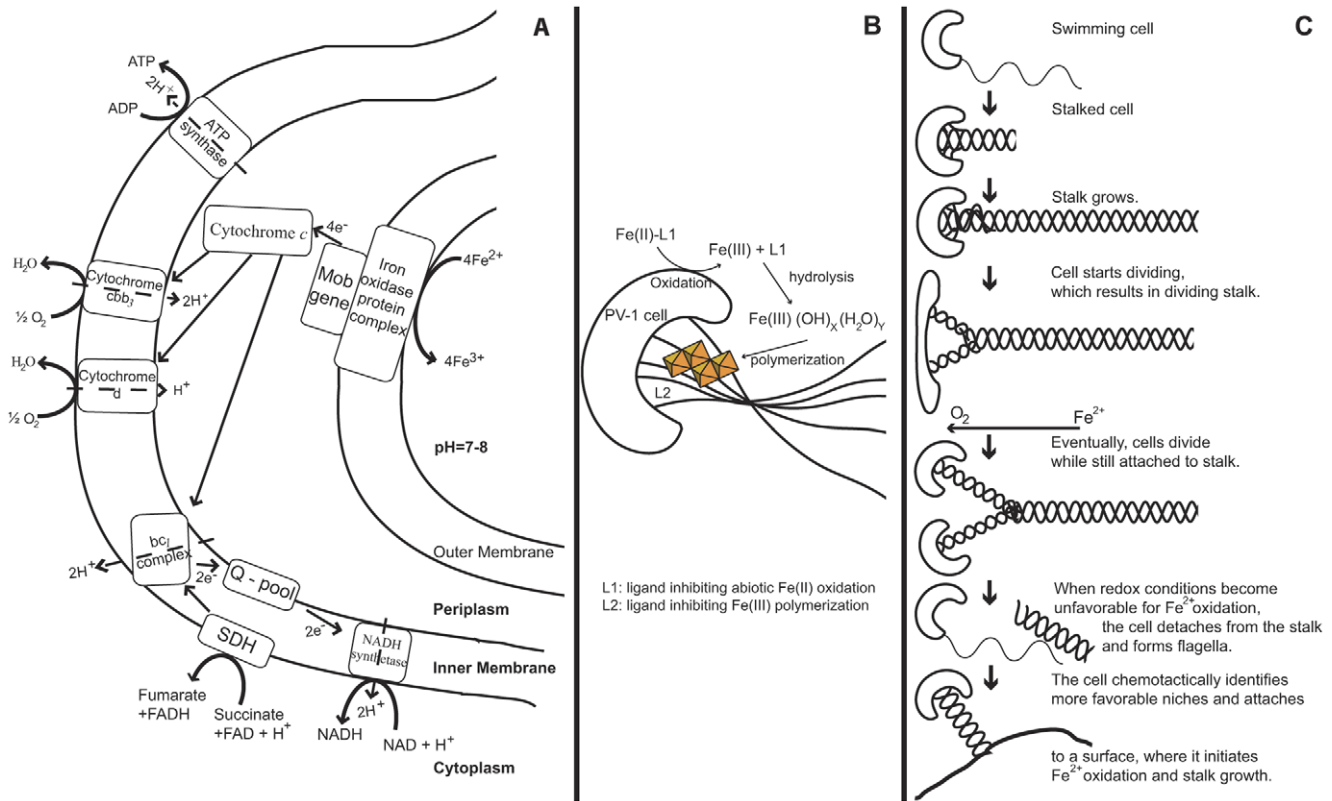 A
ATP
2H+
ADP
ATP
synthase
Cytochrome c
4e-
Mob
gene
Iron
oxidase
protein
complex
4Fe2+
4Fe3+
H2O
Cytochrome
cbb3
2H+
½ O2
H2O
Cytochrome
d
H+
½ O2
pH=7-8
bc1
complex
2H+
2e-
Q - pool
Outer Membrane
Periplasm
2e-
SDH
NADH
synthetase
Inner Membrane
Fumarate
+FADH
Succinate
+FAD + H+
2H+
NADH
NAD + H+
Cytoplasm
B
Fe(II)-L1
Fe(III) + L1
Oxidation
hydrolysis
PV-1 cell
Fe(III) (OH)X(H2O)Y
polymerization
L2
L1: ligand inhibiting abiotic Fe(II) oxidation
L2: ligand inhibiting Fe(III) polymerization
C
Swimming cell
Stalked cell
Stalk grows.
Cell starts dividing,
which results in dividing stalk.
O2
Fe2+
Eventually, cells divide
while still attached to stalk.
When redox conditions become
unfavorable for Fe2+ oxidation,
the cell detaches from the stalk
and forms flagella.
The cell chemotactically identifies
more favorable niches and attaches
to a surface, where it initiates
Fe2+ oxidation and stalk growth.